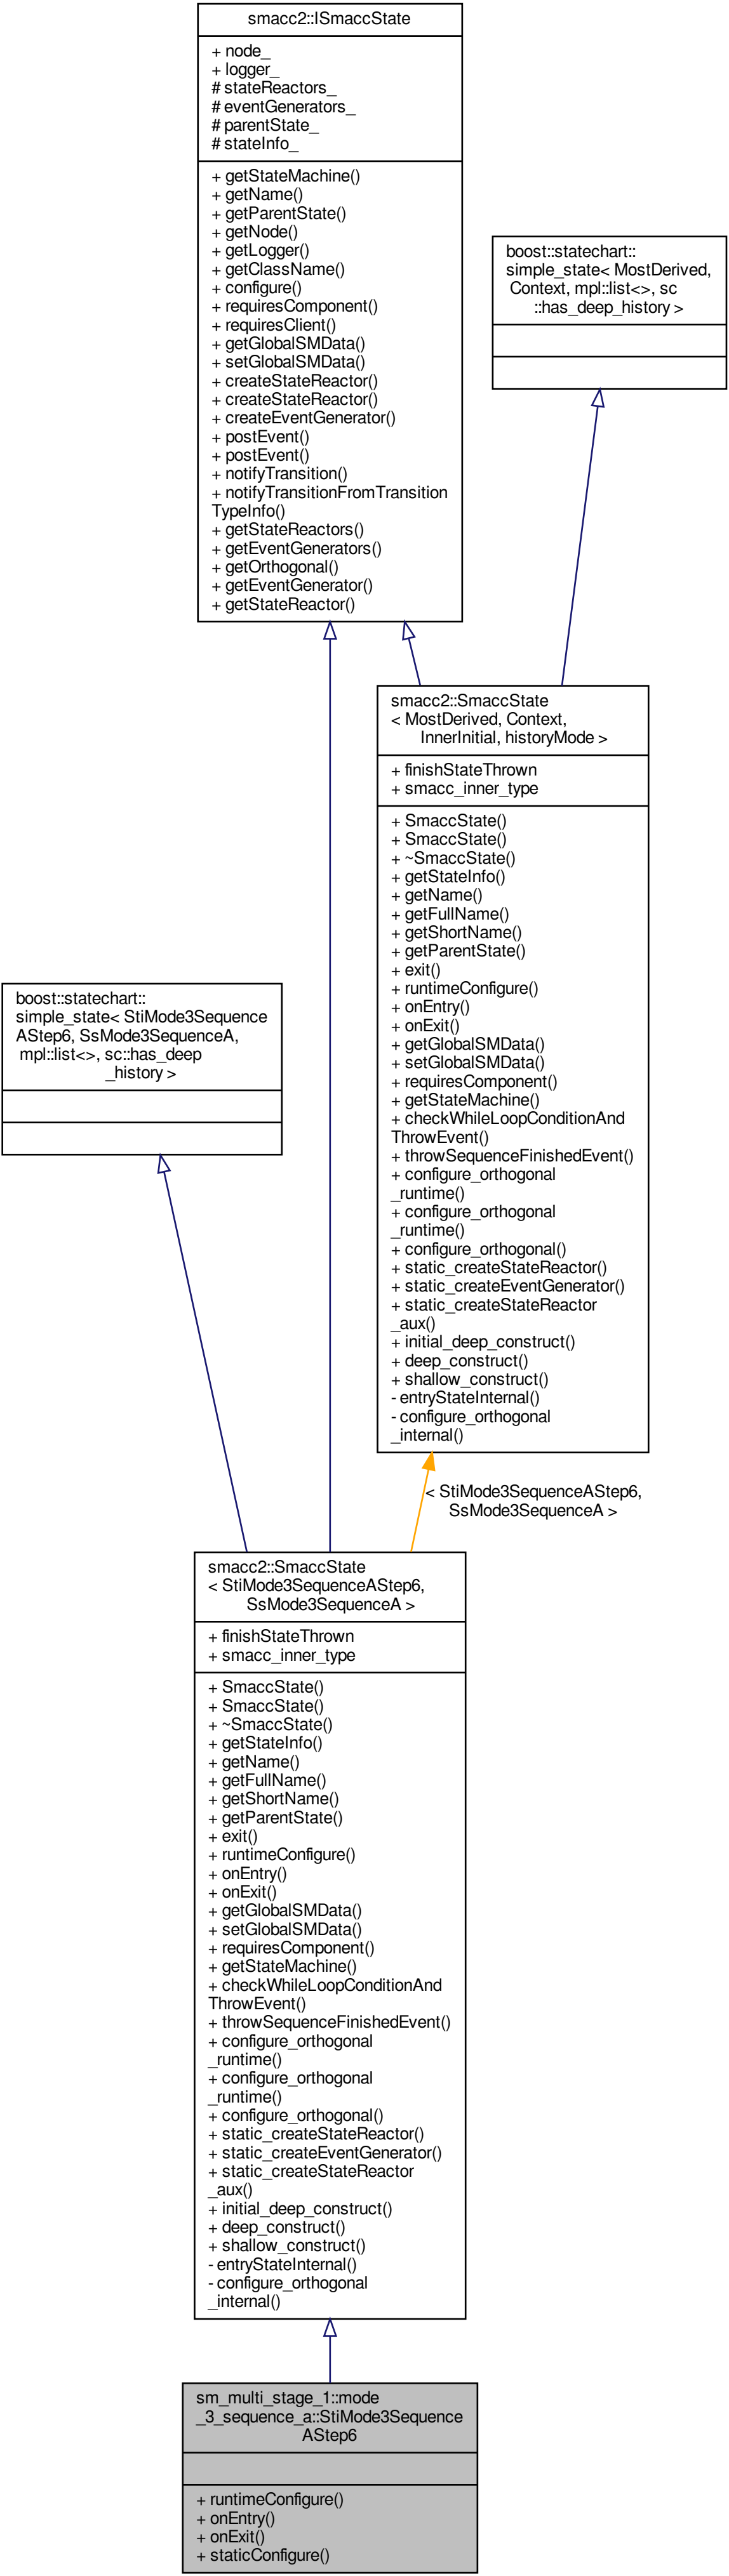 smacc2::ISmaccState
+ node_
+ logger_
# stateReactors_
# eventGenerators_
# parentState_
# stateInfo_
+ getStateMachine()
+ getName()
+ getParentState()
+ getNode()
+ getLogger()
+ getClassName()
+ configure()
+ requiresComponent()
+ requiresClient()
+ getGlobalSMData()
+ setGlobalSMData()
+ createStateReactor()
+ createStateReactor()
+ createEventGenerator()
+ postEvent()
+ postEvent()
+ notifyTransition()
+ notifyTransitionFromTransition
TypeInfo()
+ getStateReactors()
+ getEventGenerators()
+ getOrthogonal()
+ getEventGenerator()
+ getStateReactor()
boost::statechart::
simple_state< MostDerived,
Context, mpl::list<>, sc
::has_deep_history >
smacc2::SmaccState
< MostDerived, Context,
InnerInitial, historyMode >
+ finishStateThrown
+ smacc_inner_type
+ SmaccState()
+ SmaccState()
+ ~SmaccState()
+ getStateInfo()
+ getName()
+ getFullName()
+ getShortName()
+ getParentState()
+ exit()
+ runtimeConfigure()
+ onEntry()
+ onExit()
+ getGlobalSMData()
+ setGlobalSMData()
+ requiresComponent()
+ getStateMachine()
+ checkWhileLoopConditionAnd
ThrowEvent()
+ throwSequenceFinishedEvent()
+ configure_orthogonal
_runtime()
+ configure_orthogonal
_runtime()
+ configure_orthogonal()
+ static_createStateReactor()
+ static_createEventGenerator()
+ static_createStateReactor
_aux()
+ initial_deep_construct()
+ deep_construct()
+ shallow_construct()
- entryStateInternal()
- configure_orthogonal
_internal()
boost::statechart::
simple_state< StiMode3Sequence
AStep6, SsMode3SequenceA,
mpl::list<>, sc::has_deep
_history >
< StiMode3SequenceAStep6,
SsMode3SequenceA >
smacc2::SmaccState
< StiMode3SequenceAStep6,
SsMode3SequenceA >
+ finishStateThrown
+ smacc_inner_type
+ SmaccState()
+ SmaccState()
+ ~SmaccState()
+ getStateInfo()
+ getName()
+ getFullName()
+ getShortName()
+ getParentState()
+ exit()
+ runtimeConfigure()
+ onEntry()
+ onExit()
+ getGlobalSMData()
+ setGlobalSMData()
+ requiresComponent()
+ getStateMachine()
+ checkWhileLoopConditionAnd
ThrowEvent()
+ throwSequenceFinishedEvent()
+ configure_orthogonal
_runtime()
+ configure_orthogonal
_runtime()
+ configure_orthogonal()
+ static_createStateReactor()
+ static_createEventGenerator()
+ static_createStateReactor
_aux()
+ initial_deep_construct()
+ deep_construct()
+ shallow_construct()
- entryStateInternal()
- configure_orthogonal
_internal()
sm_multi_stage_1::mode
_3_sequence_a::StiMode3Sequence
AStep6
+ runtimeConfigure()
+ onEntry()
+ onExit()
+ staticConfigure()